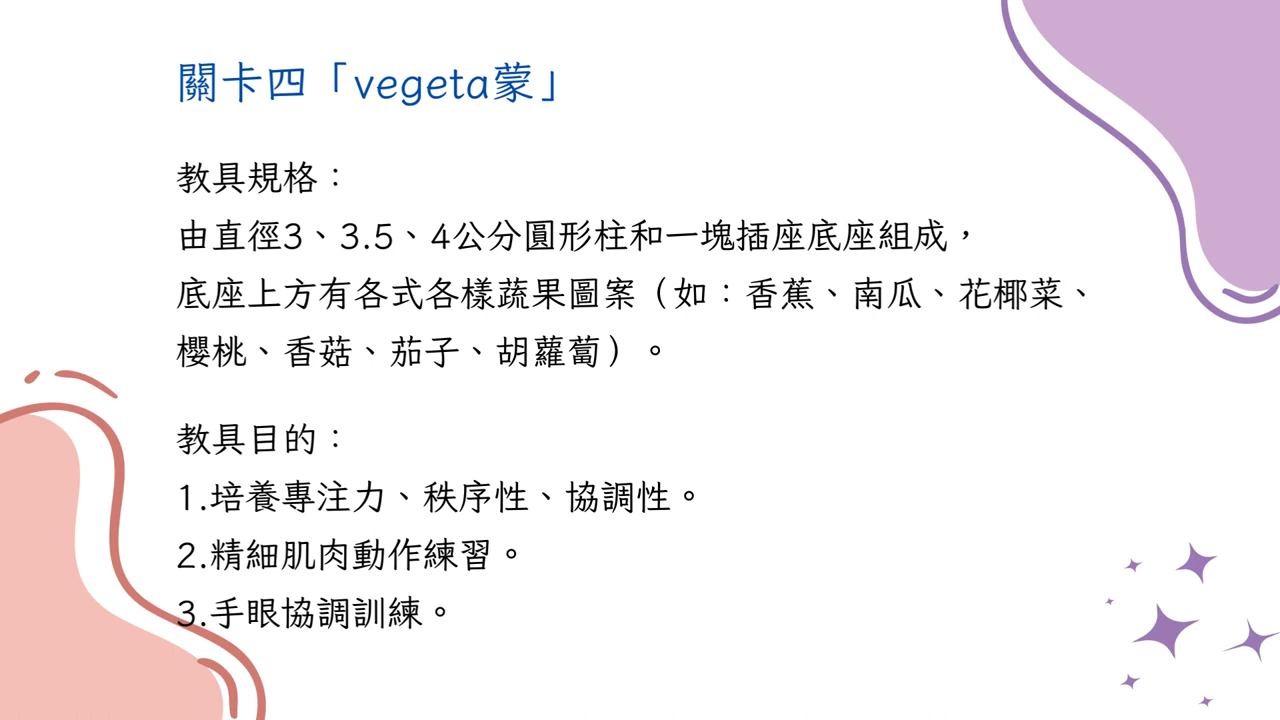 關卡四「vegeta蒙」
教具規格：
由直徑3、3.5、4公分圓形柱和一塊插座底座組成，
底座上方有各式各樣蔬果圖案（如：香蕉、南瓜、花椰菜、
櫻桃、香菇、茄子、胡蘿蔔）。
教具目的：
1.培養專注力、秩序性、協調性。
2.精細肌肉動作練習。
3.手眼協調訓練。